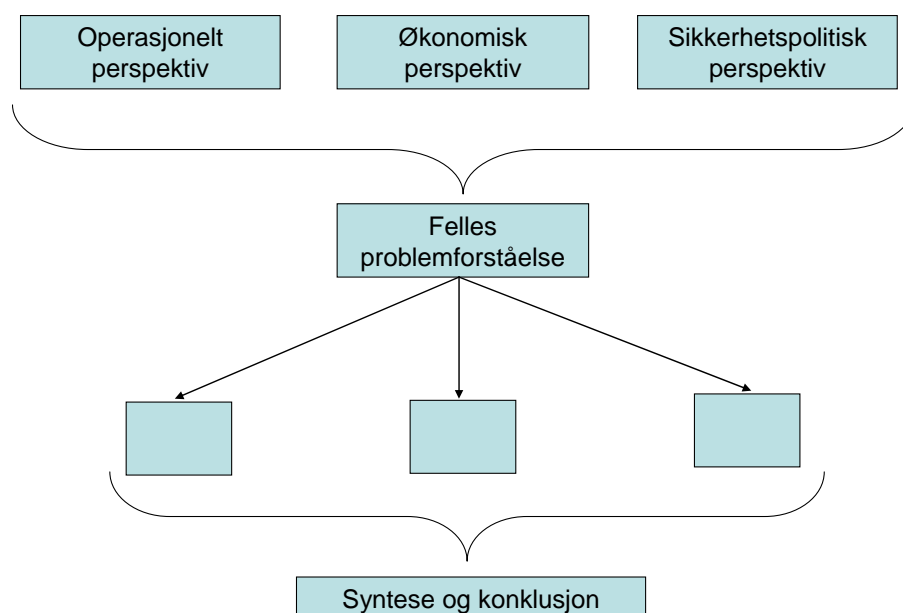 Operasjonelt
perspektiv
Økonomisk
perspektiv
Sikkerhetspolitisk
perspektiv
Felles
problemforståelse
Syntese og konklusjon